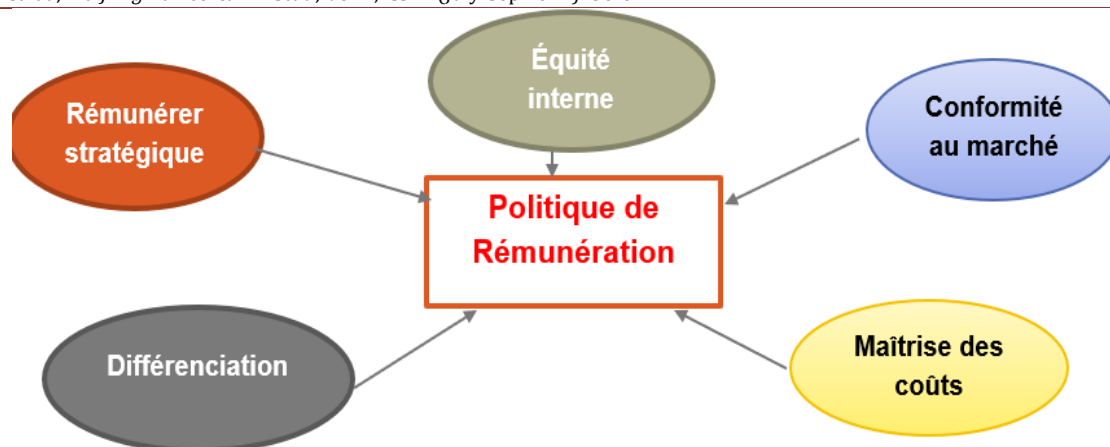 Équité
interne
Rémunérer
stratégique
Conformité
au marché
Politique de
Rémunération
Différenciation
Maîtrise des
coûts